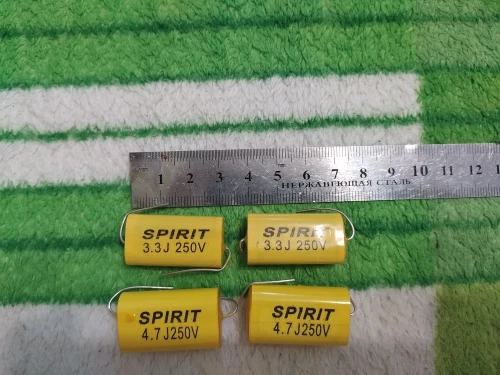 1 2 3 4 5 6 7 8 9 10 11 12
НЕРЖАВЕЮЩАЯ СТАЛЬ
SPIRIT
3.3J 250V
SPIRIT
3.3J 250V
SPIRIT
4.7J250V
SPIRIT
4.7J250V